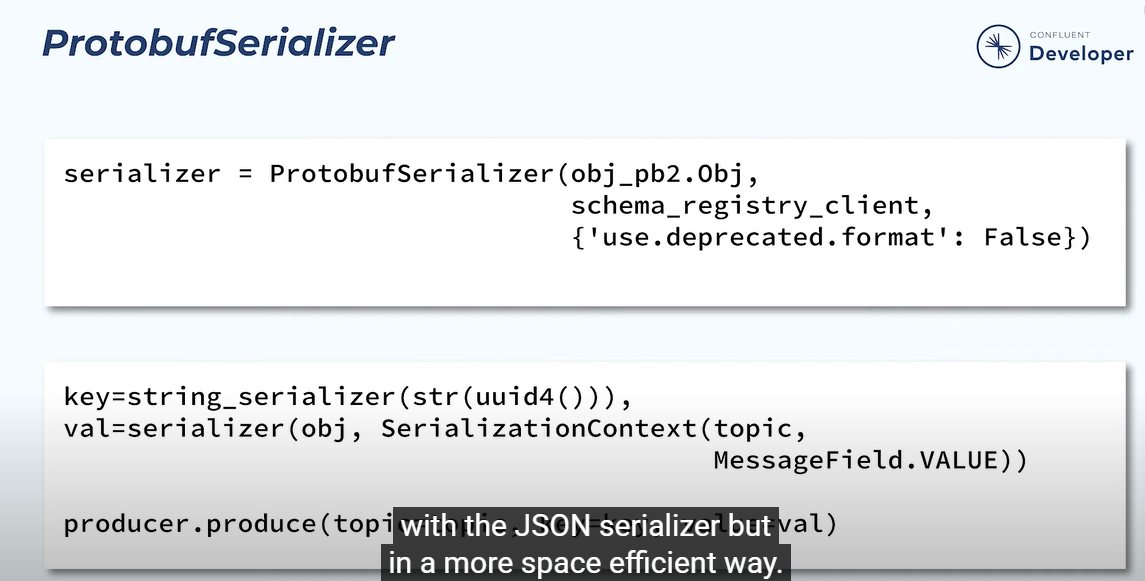 ProtobufSerializer
CONFLUENT
Developer
serializer = ProtobufSerializer(obj_pb2.Obj,
schema_registry_client,
{'use.deprecated.format': False})
key=string_serializer(str(uuid4())),
val=serializer(obj, SerializationContext(topic,
MessageField.VALUE))
producer.produce(topi val)
with the JSON serializer but
in a more space efficient way.